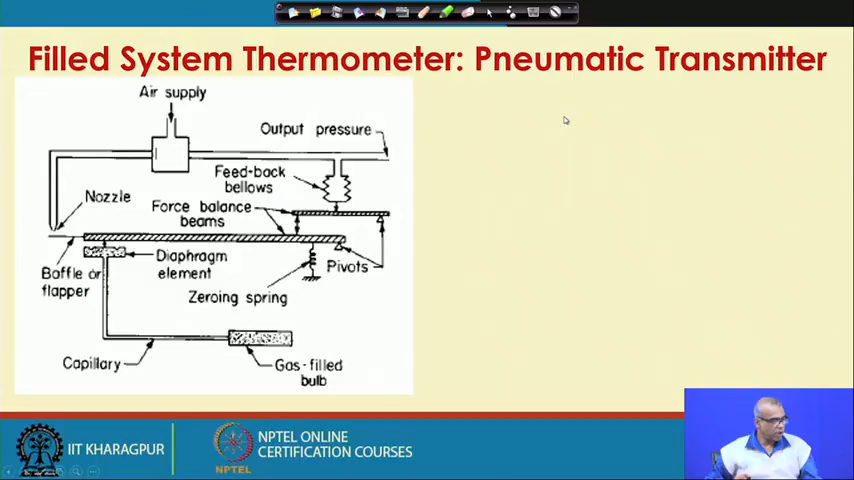 Filled System Thermometer: Pneumatic Transmitter
Air supply
Output pressure
Feed-back
bellows
Nozzle
Force balance
beams
Diaphragm
element
Pivots
Baffle or
flapper
Zeroing spring
Capillary
Gas-filled
bulb
IIT KHARAGPUR
NPTEL
NPTEL ONLINE
CERTIFICATION COURSES